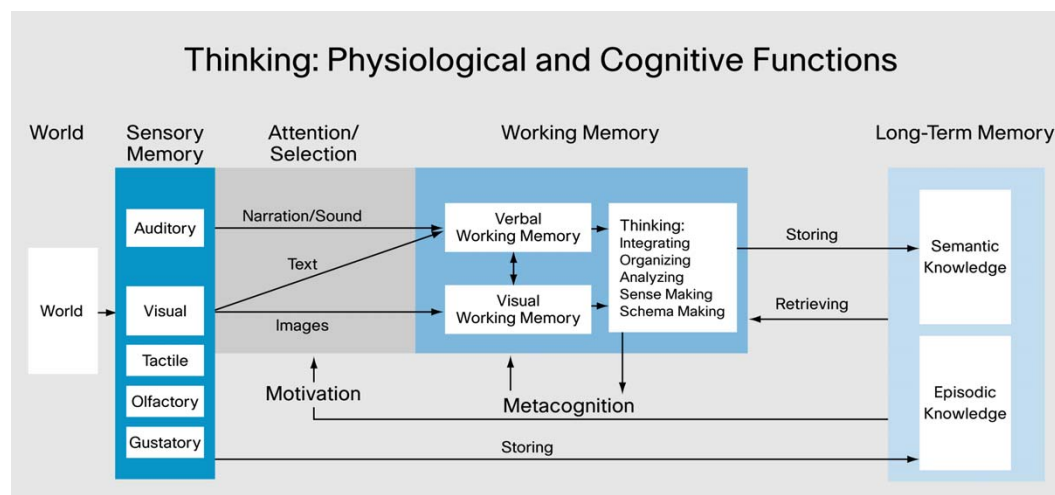 Thinking: Physiological and Cognitive Functions
World
Sensory
Memory
Attention/
Selection
Working Memory
Long-Term Memory
World
Auditory
Visual
Tactile
Olfactory
Gustatory
Narration/Sound
Text
Images
Verbal
Working Memory
Visual
Working Memory
Thinking:
Integrating
Organizing
Analyzing
Sense Making
Schema Making
Storing
Retrieving
Semantic
Knowledge
Episodic
Knowledge
Motivation
Metacognition
Storing